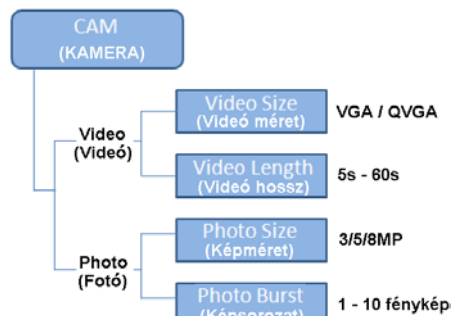 CAM
(KAMERA)
Video Size
(Videó méret)
VGA / QVGA
Video
(Videó)
Video Length
(Videó hossz)
5s - 60s
Photo Size
(Képméret)
3/5/8MP
Photo
(Fotó)
Photo Burst
(Képsorozat)
1 - 10 fénykép